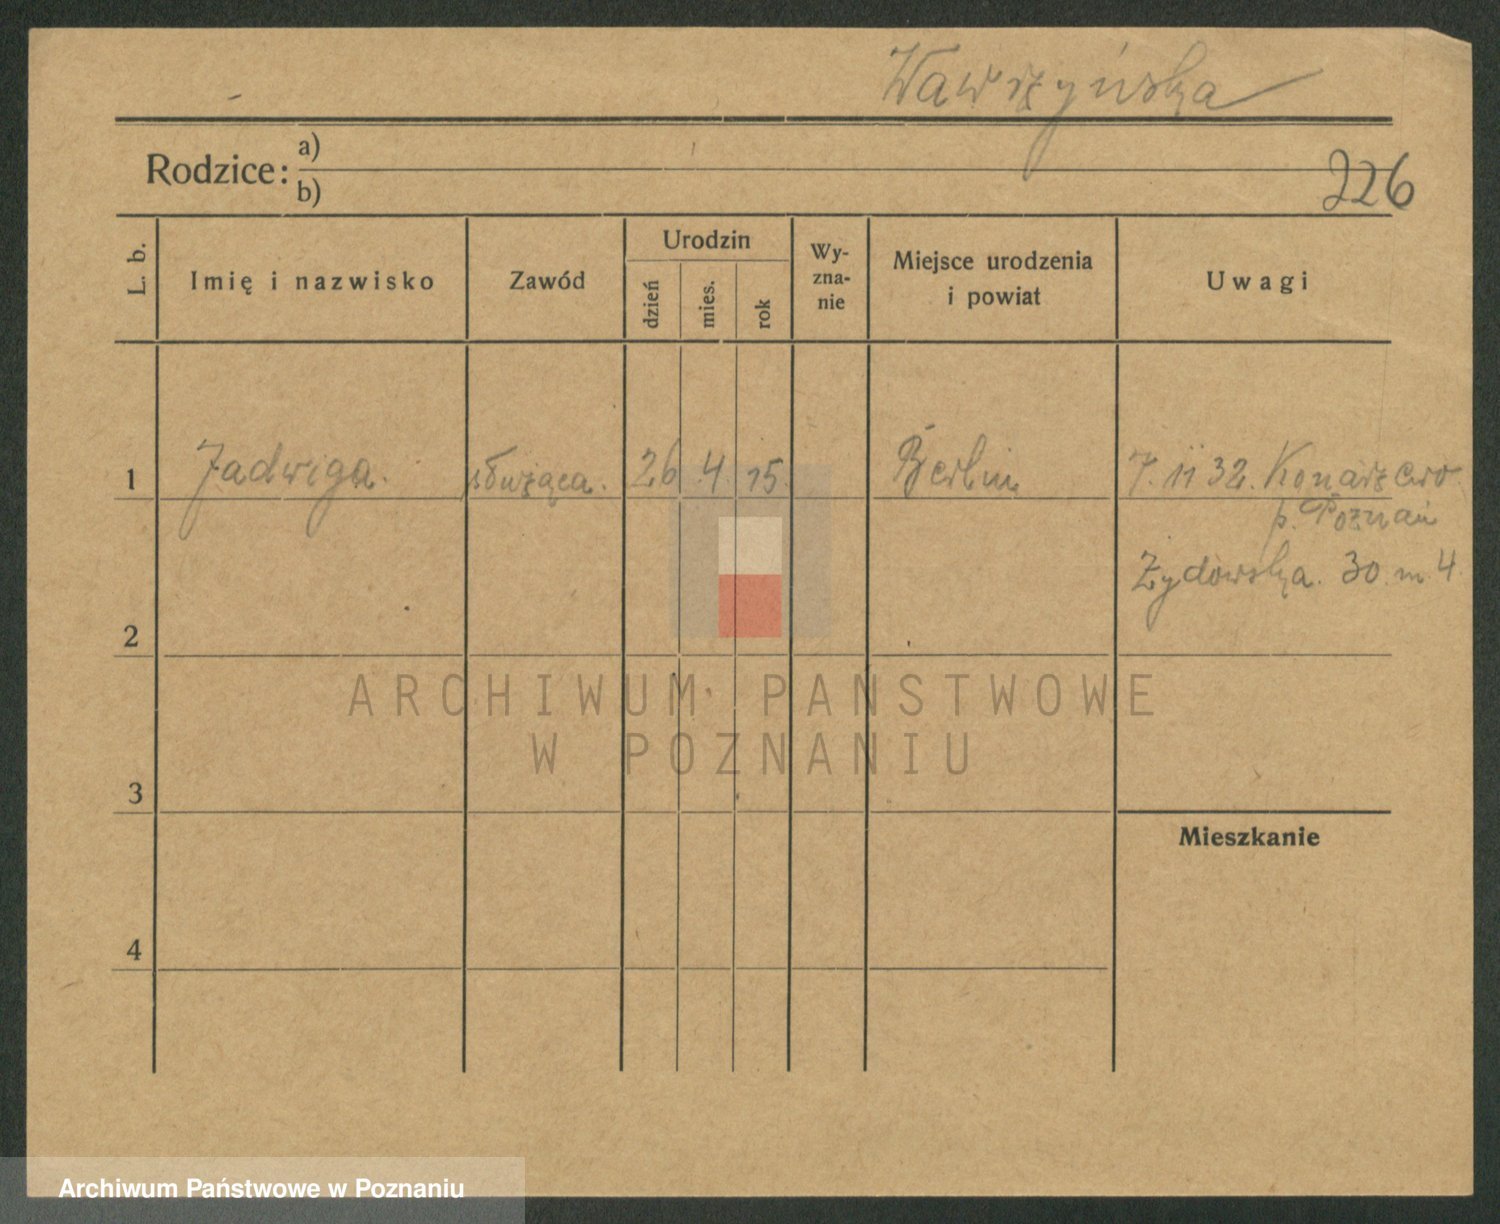 Wawrzyńska
Rodzice: a)
b)
226
L. b.
Imię i nazwisko
Zawód
Urodzin
dzień
mies.
rok
Wy-
zna-
nie
Miejsce urodzenia
i powiat
Uwagi
1 Jadwiga. służąca. 26 4 15. Berlin 7. 11 32. Konarzewo
p. Poznań
Żydowska. 30 m 4.
2
ARCHIWUM PAŃSTWOWE
W POZNANIU
3
Mieszkanie
4
Archiwum Państwowe w Poznaniu